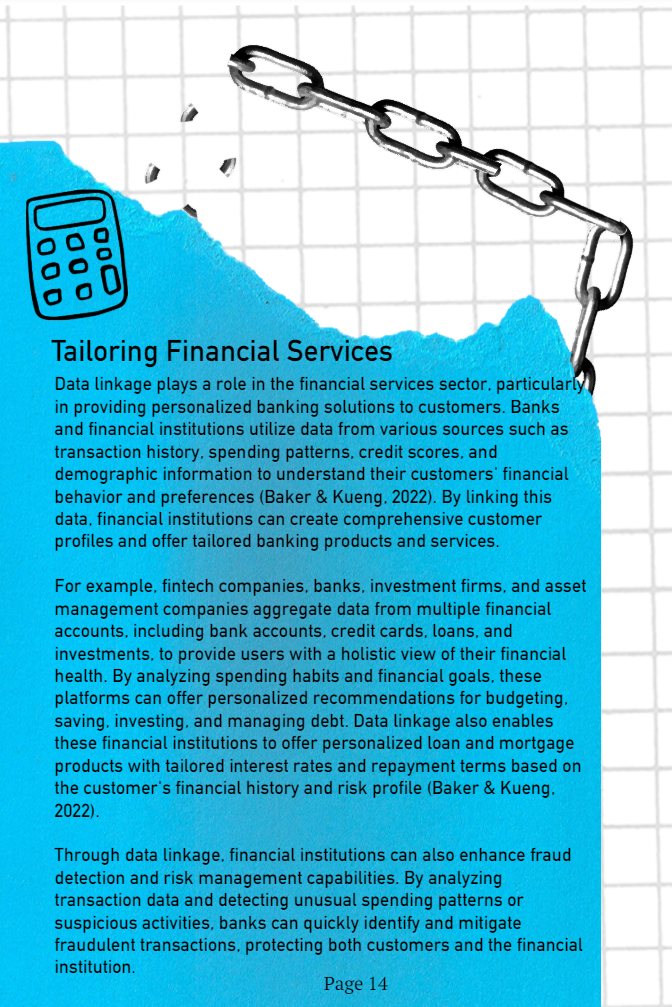 Tailoring Financial Services
Data linkage plays a role in the financial services sector, particularly
in providing personalized banking solutions to customers. Banks
and financial institutions utilize data from various sources such as
transaction history, spending patterns, credit scores, and
demographic information to understand their customers' financial
behavior and preferences (Baker & Kueng, 2022). By linking this
data, financial institutions can create comprehensive customer
profiles and offer tailored banking products and services.
For example, fintech companies, banks, investment firms, and asset
management companies aggregate data from multiple financial
accounts, including bank accounts, credit cards, loans, and
investments, to provide users with a holistic view of their financial
health. By analyzing spending habits and financial goals, these
platforms can offer personalized recommendations for budgeting,
saving, investing, and managing debt. Data linkage also enables
these financial institutions to offer personalized loan and mortgage
products with tailored interest rates and repayment terms based on
the customer's financial history and risk profile (Baker & Kueng,
2022).
Through data linkage, financial institutions can also enhance fraud
detection and risk management capabilities. By analyzing
transaction data and detecting unusual spending patterns or
suspicious activities, banks can quickly identify and mitigate
fraudulent transactions, protecting both customers and the financial
institution.
Page 14